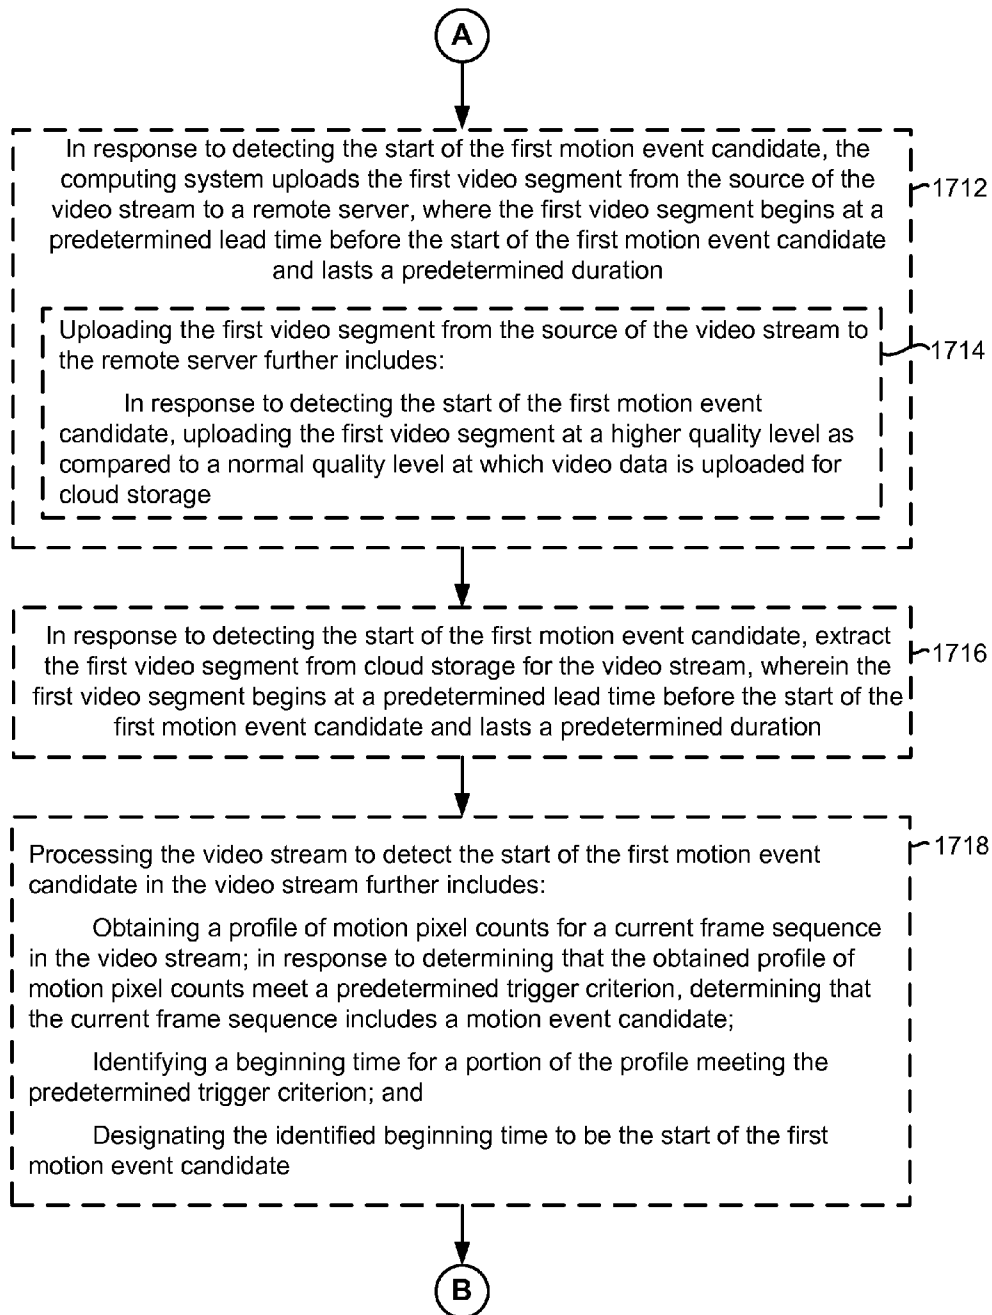 A
In response to detecting the start of the first motion event candidate, the
computing system uploads the first video segment from the source of the
video stream to a remote server, where the first video segment begins at a
predetermined lead time before the start of the first motion event candidate
and lasts a predetermined duration
1712
Uploading the first video segment from the source of the video stream to
the remote server further includes:
In response to detecting the start of the first motion event
candidate, uploading the first video segment at a higher quality level as
compared to a normal quality level at which video data is uploaded for
cloud storage
1714
In response to detecting the start of the first motion event candidate, extract
the first video segment from cloud storage for the video stream, wherein the
first video segment begins at a predetermined lead time before the start of the
first motion event candidate and lasts a predetermined duration
1716
Processing the video stream to detect the start of the first motion event
candidate in the video stream further includes:
Obtaining a profile of motion pixel counts for a current frame sequence
in the video stream; in response to determining that the obtained profile of
motion pixel counts meet a predetermined trigger criterion, determining that
the current frame sequence includes a motion event candidate;
Identifying a beginning time for a portion of the profile meeting the
predetermined trigger criterion; and
Designating the identified beginning time to be the start of the first
motion event candidate
1718
B